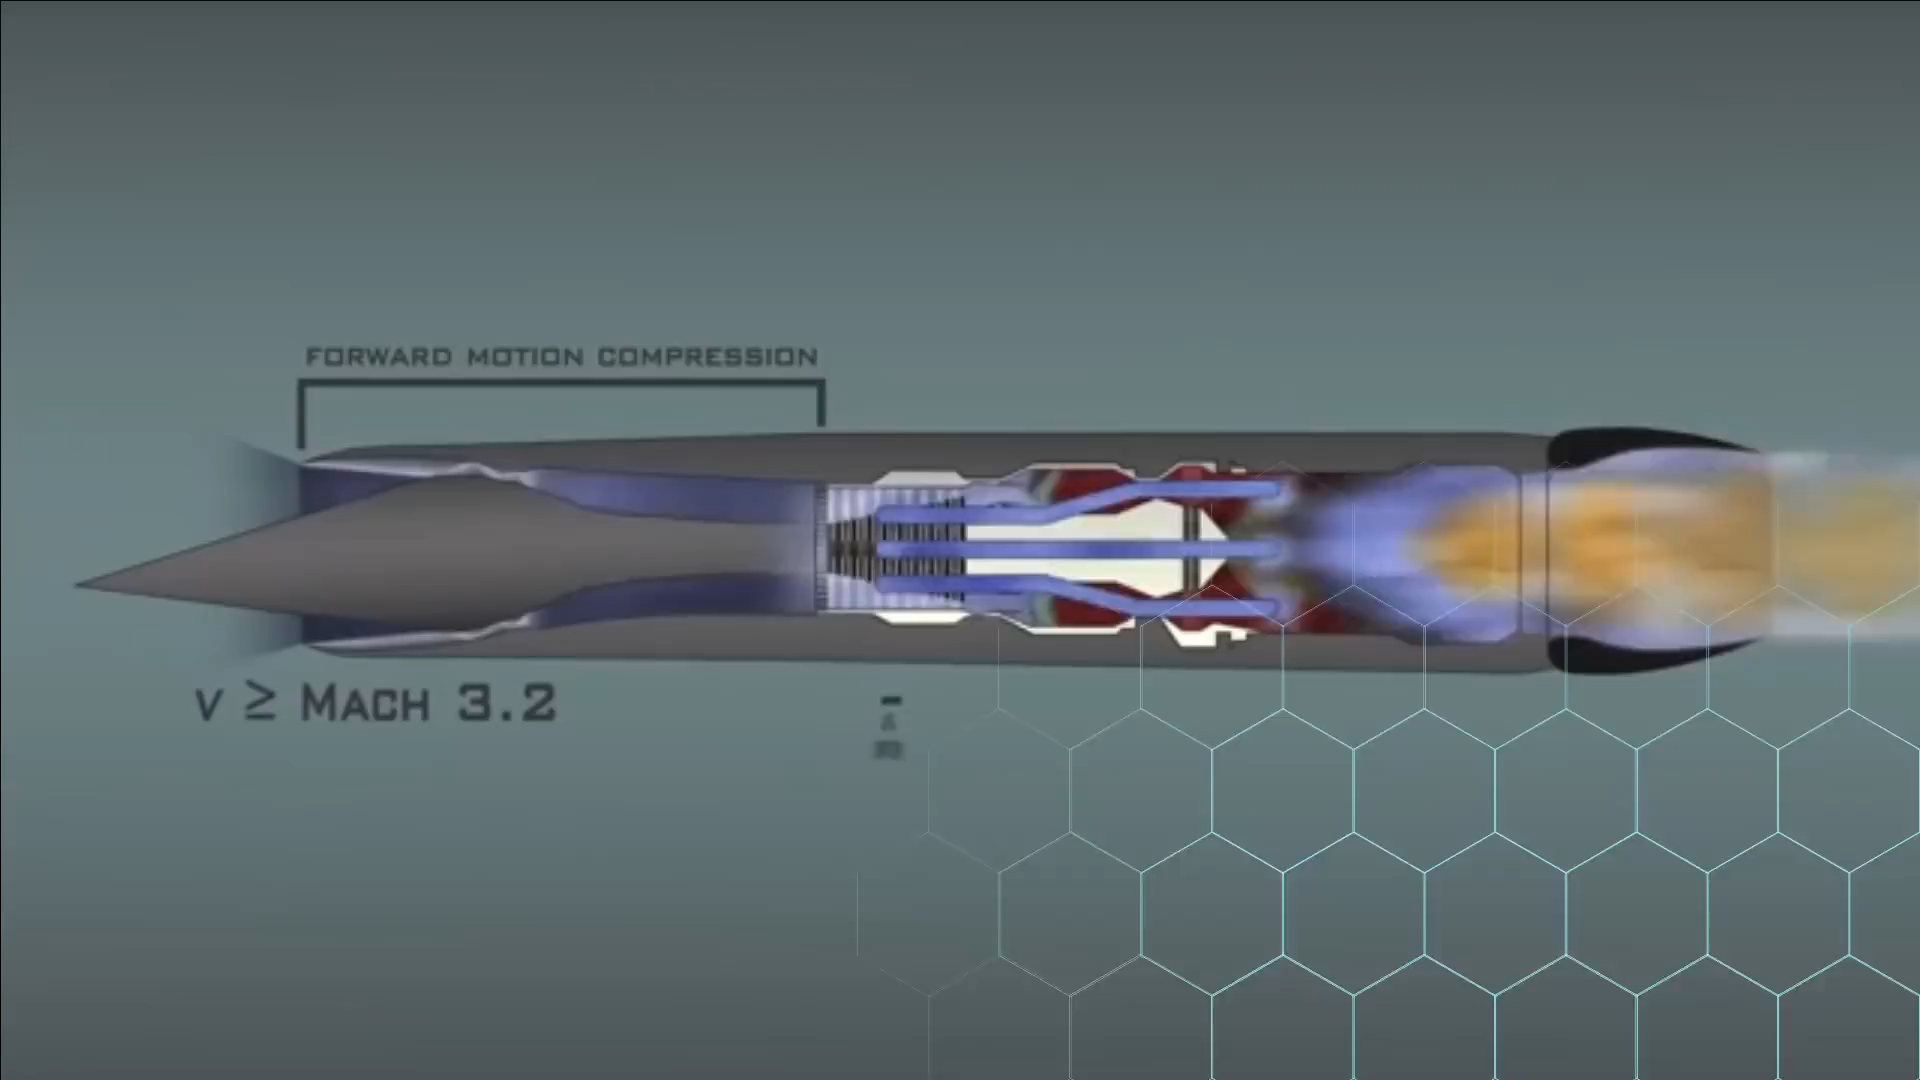 FORWARD MOTION COMPRESSION
V ≥ MACH 3.2